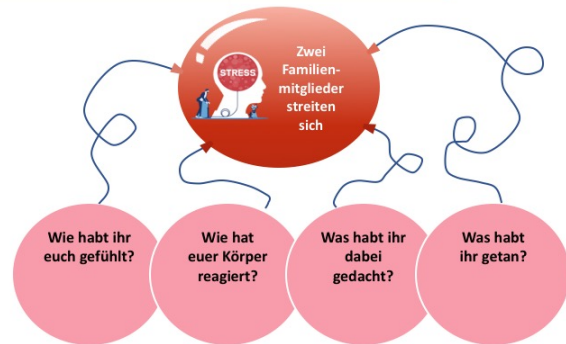 STRESS
Zwei
Familien-
mitglieder
streiten
sich
Wie habt ihr
euch gefühlt?
Wie hat
euer Körper
reagiert?
Was habt ihr
dabei
gedacht?
Was habt
ihr getan?